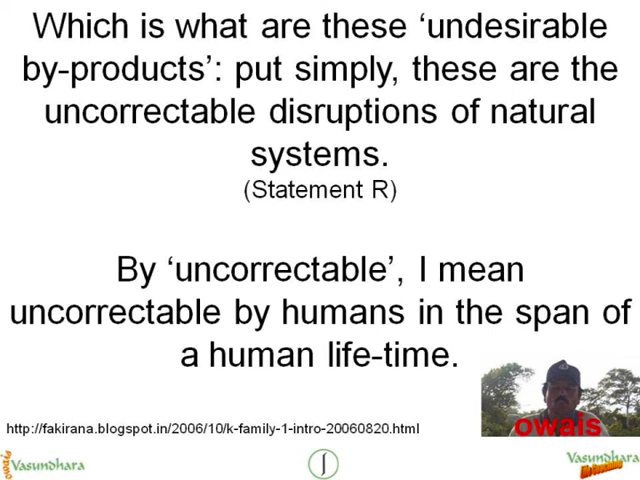 Which is what are these ‘undesirable
by-products’: put simply, these are the
uncorrectable disruptions of natural
systems.
(Statement R)
By ‘uncorrectable’, I mean
uncorrectable by humans in the span of
a human life-time.
owais
http://fakirana.blogspot.in/2006/10/k-family-1-intro-20060820.html
owais
Vasundhara
Vasundhara